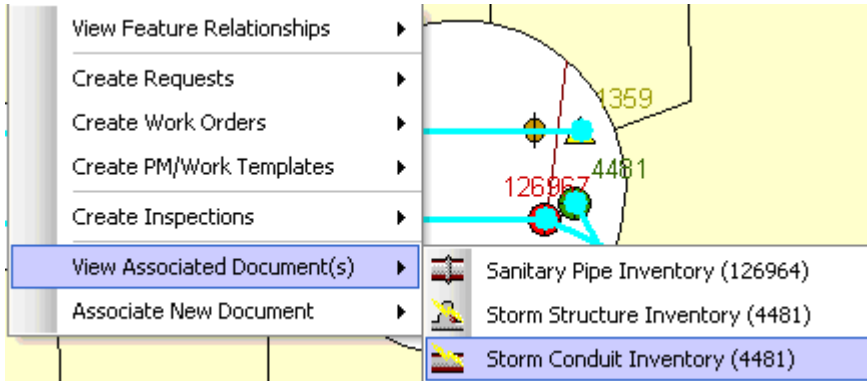 View Feature Relationships
Create Requests
Create Work Orders
Create PM/Work Templates
Create Inspections
View Associated Document(s)
Associate New Document
1359
4481
126967
Sanitary Pipe Inventory (126964)
Storm Structure Inventory (4481)
Storm Conduit Inventory (4481)